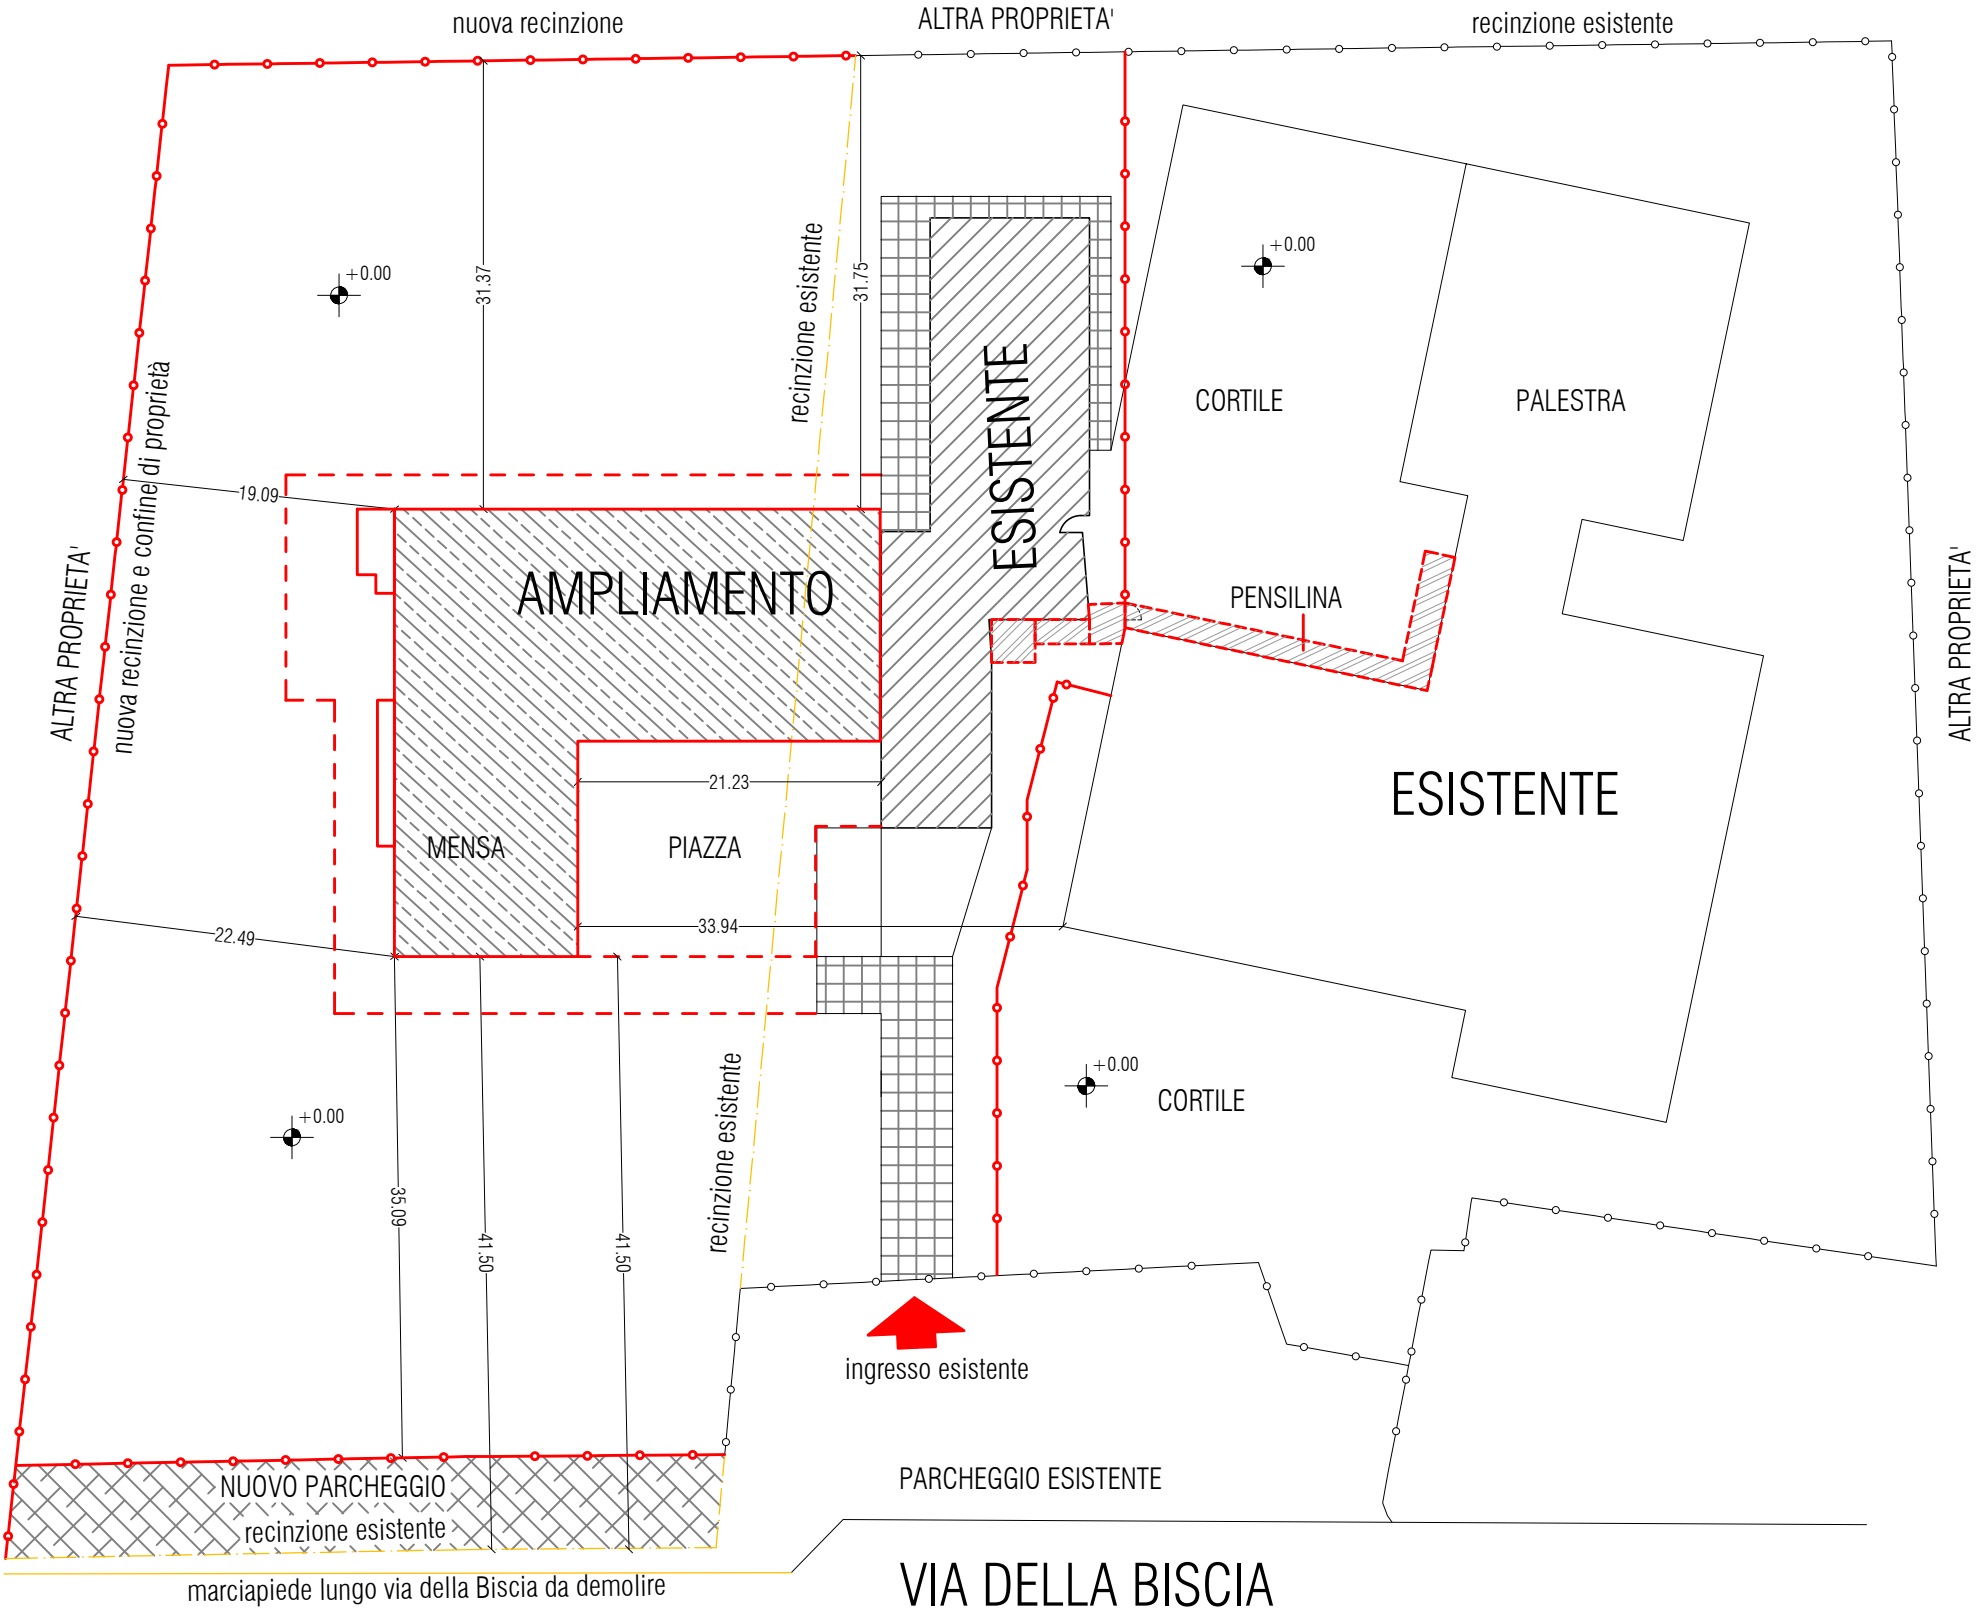 nuova recinzione
ALTRA PROPRIETA'
recinzione esistente
+0.00
31.37
recinzione esistente
31.75
+0.00
ESISTENTE
CORTILE
PALESTRA
19.09
ALTRA PROPRIETA'
nuova recinzione e confine di proprietà
AMPLIAMENTO
PENSILINA
ALTRA PROPRIETA'
21.23
ESISTENTE
MENSA
PIAZZA
22.49
33.94
+0.00
+0.00
CORTILE
recinzione esistente
35.09
41.50
41.50
ingresso esistente
NUOVO PARCHEGGIO
recinzione esistente
PARCHEGGIO ESISTENTE
marciapiede lungo via della Biscia da demolire
VIA DELLA BISCIA